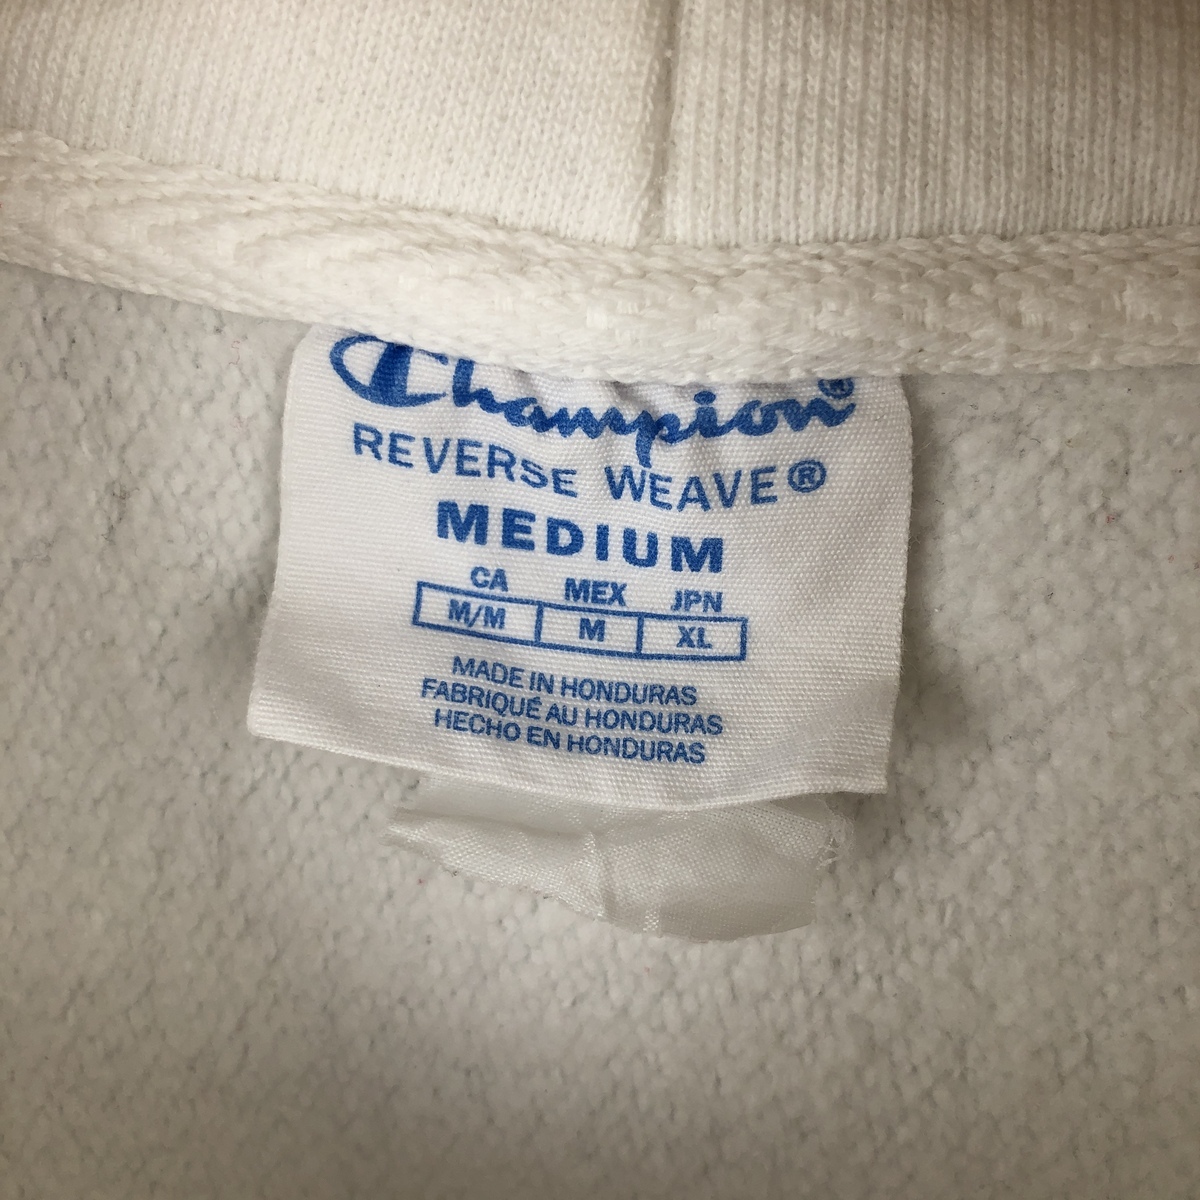 Champion®
REVERSE WEAVE®
MEDIUM
CA MEX JPN
M/M M XL
MADE IN HONDURAS
FABRIQUÉ AU HONDURAS
HECHO EN HONDURAS